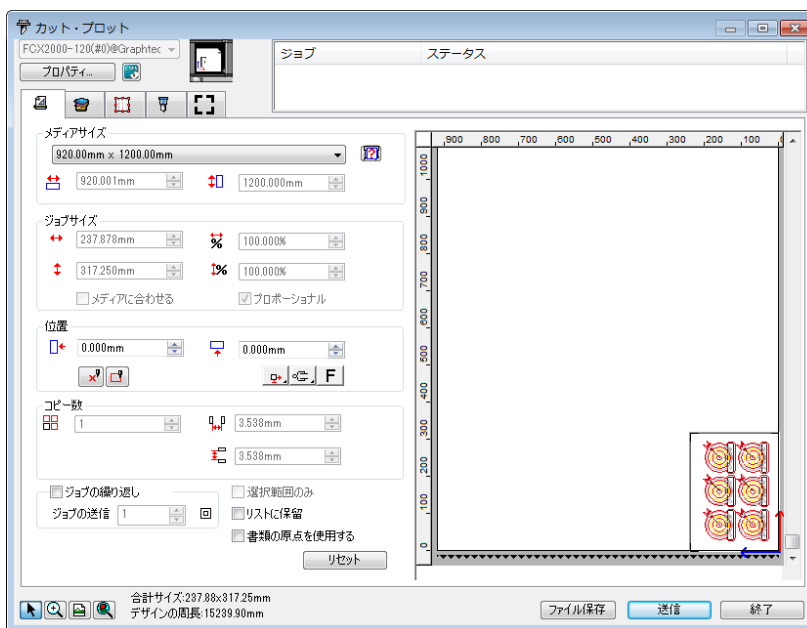 カット・プロット
FCX2000-120(#0)@Graphtec
プロパティ...
ジョブ ステータス
メディアサイズ
920.00mm x 1200.00mm
920.001mm 1200.000mm
ジョブサイズ
237.878mm % 100.000%
317.250mm % 100.000%
メディアに合わせる プロポーショナル
位置
0.000mm 0.000mm
F
コピー数
1 3.538mm
3.538mm
ジョブの繰り返し 選択範囲のみ
ジョブの送信 1 リストに保留
書類の原点を使用する
リセット
900 800 700 600 500 400 300 200 100 0
1000
900
800
700
600
500
400
300
200
100
0
合計サイズ:237.88x317.25mm
デザインの周長:15239.90mm
ファイル保存 送信 終了